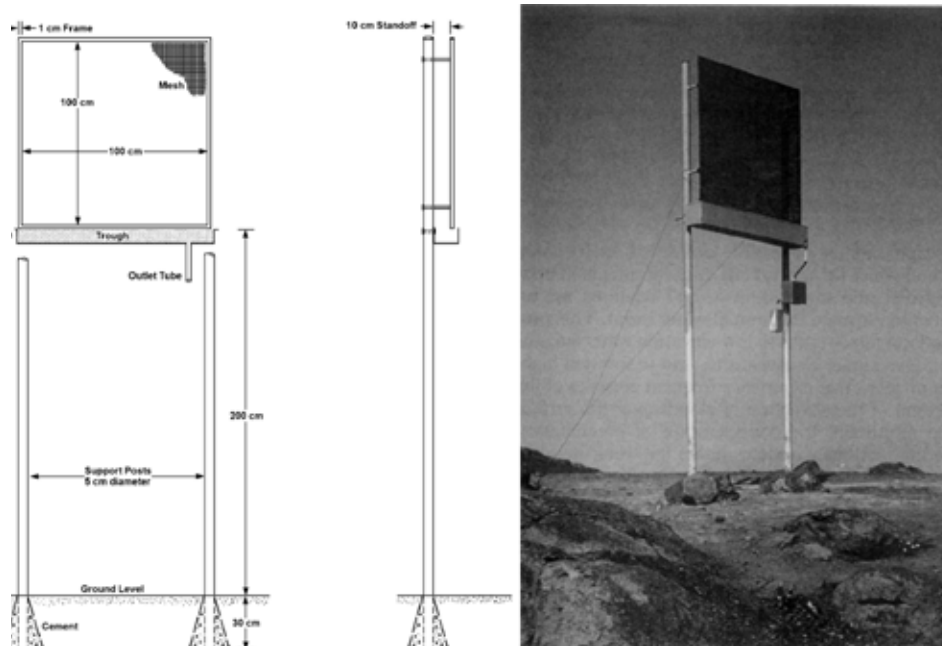 1 cm Frame
10 cm Standoff
Mesh
100 cm
100 cm
Trough
Outlet Tube
200 cm
Support Posts
5 cm diameter
Ground Level
Cement
30 cm